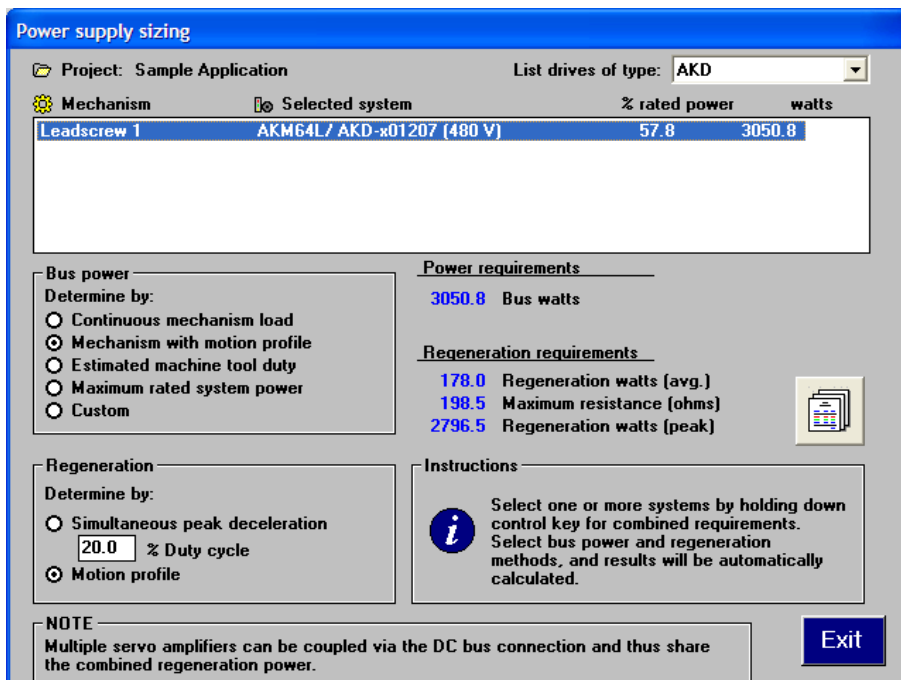 Power supply sizing
Project: Sample Application
List drives of type: AKD
Mechanism Selected system % rated power watts
Leadscrew 1 AKM64L/ AKD-x01207 (480 V) 57.8 3050.8
Bus power
Determine by:
Continuous mechanism load
Mechanism with motion profile
Estimated machine tool duty
Maximum rated system power
Custom
Power requirements
3050.8 Bus watts
Regeneration requirements
178.0 Regeneration watts (avg.)
198.5 Maximum resistance (ohms)
2796.5 Regeneration watts (peak)
Regeneration
Determine by:
Simultaneous peak deceleration
20.0 % Duty cycle
Motion profile
Instructions
i
Select one or more systems by holding down
control key for combined requirements.
Select bus power and regeneration
methods, and results will be automatically
calculated.
NOTE
Multiple servo amplifiers can be coupled via the DC bus connection and thus share
the combined regeneration power.
Exit